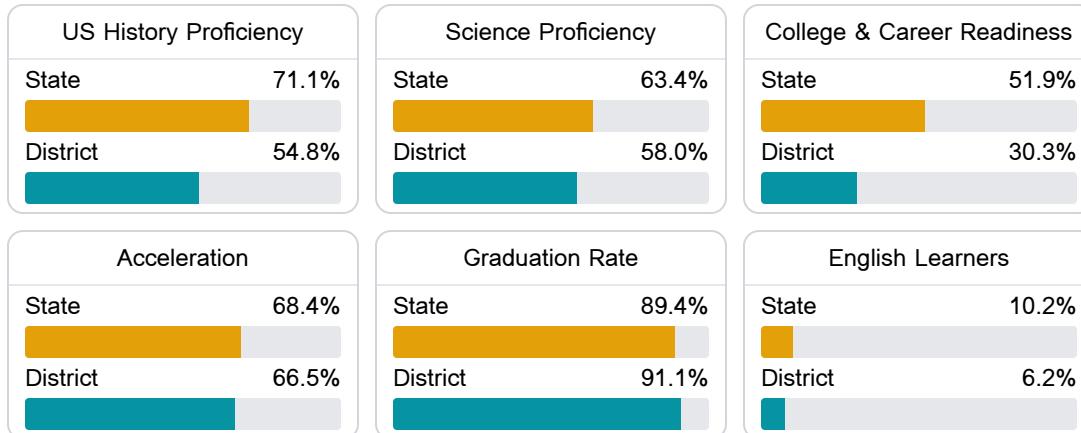 US History Proficiency
State 71.1%
District 54.8%
Science Proficiency
State 63.4%
District 58.0%
College & Career Readiness
State 51.9%
District 30.3%
Acceleration
State 68.4%
District 66.5%
Graduation Rate
State 89.4%
District 91.1%
English Learners
State 10.2%
District 6.2%